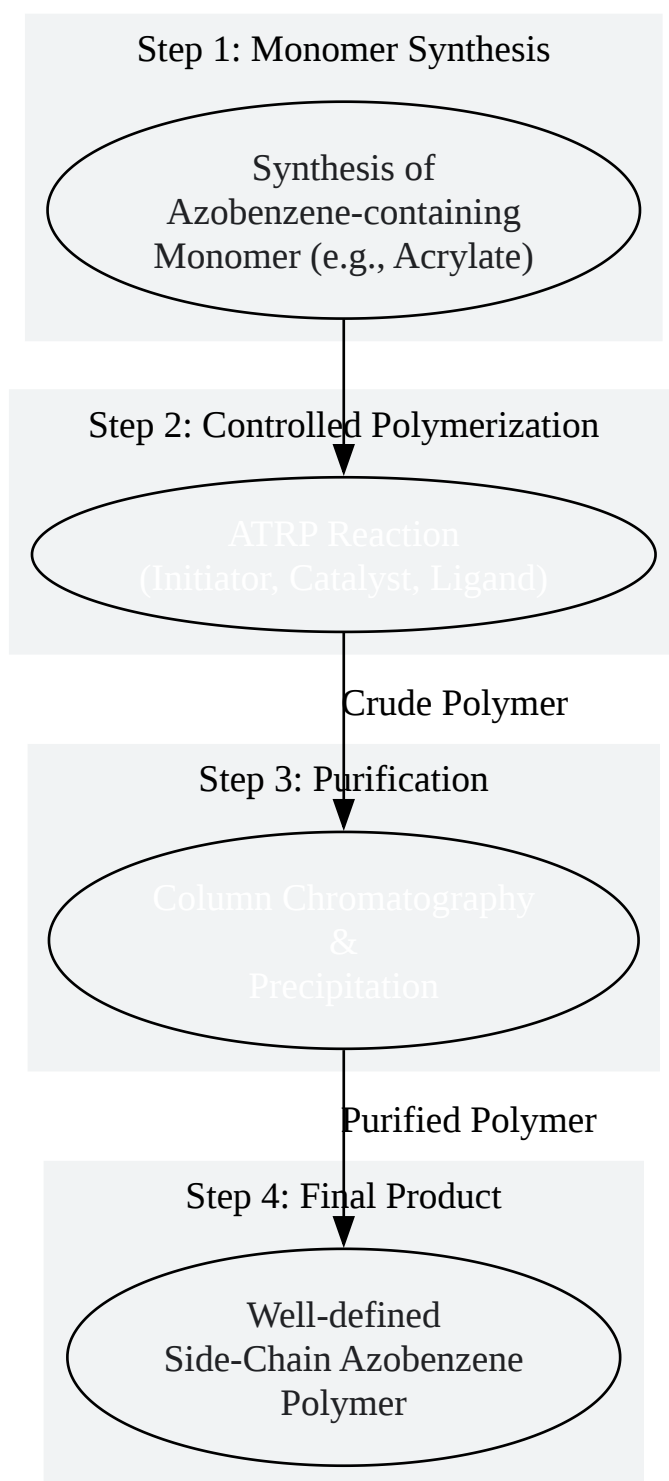 Step 1: Monomer Synthesis
Synthesis of
Azobenzene-containing
Monomer (e.g., Acrylate)
Step 2: Controlled Polymerization
ATRP Reaction
(Initiator, Catalyst, Ligand)
Crude Polymer
Step 3: Purification
Column Chromatography
&
Precipitation
Purified Polymer
Step 4: Final Product
Well-defined
Side-Chain Azobenzene
Polymer